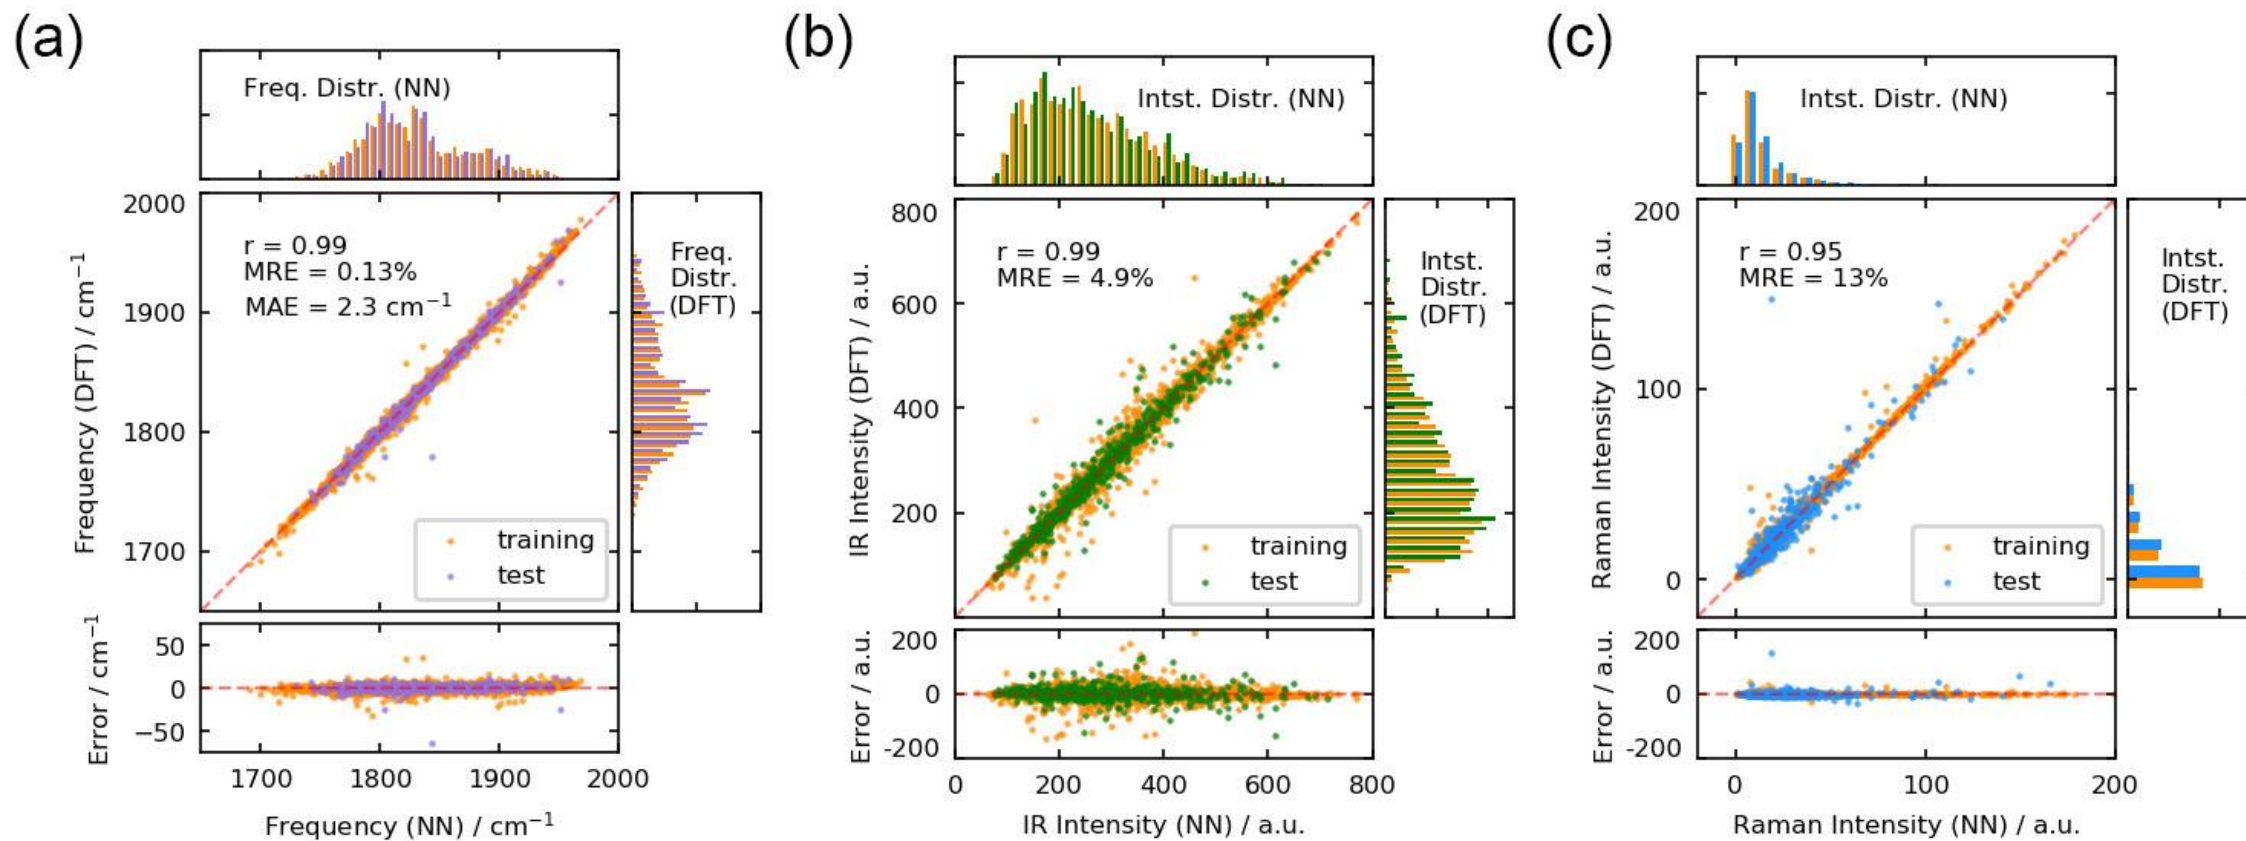 (a)
Freq. Distr. (NN)
2000
1900
1800
1700
Frequency (DFT) / cm⁻¹
r = 0.99
MRE = 0.13%
MAE = 2.3 cm⁻¹
training
test
Freq.
Distr.
(DFT)
50
0
−50
Error / cm⁻¹
1700
1800
1900
2000
Frequency (NN) / cm⁻¹
(b)
Intst. Distr. (NN)
800
600
400
200
IR Intensity (DFT) / a.u.
r = 0.99
MRE = 4.9%
training
test
Intst.
Distr.
(DFT)
200
0
-200
Error / a.u.
0
200
400
600
800
IR Intensity (NN) / a.u.
(c)
Intst. Distr. (NN)
200
100
0
Raman Intensity (DFT) / a.u.
r = 0.95
MRE = 13%
training
test
Intst.
Distr.
(DFT)
200
0
-200
Error / a.u.
0
100
200
Raman Intensity (NN) / a.u.